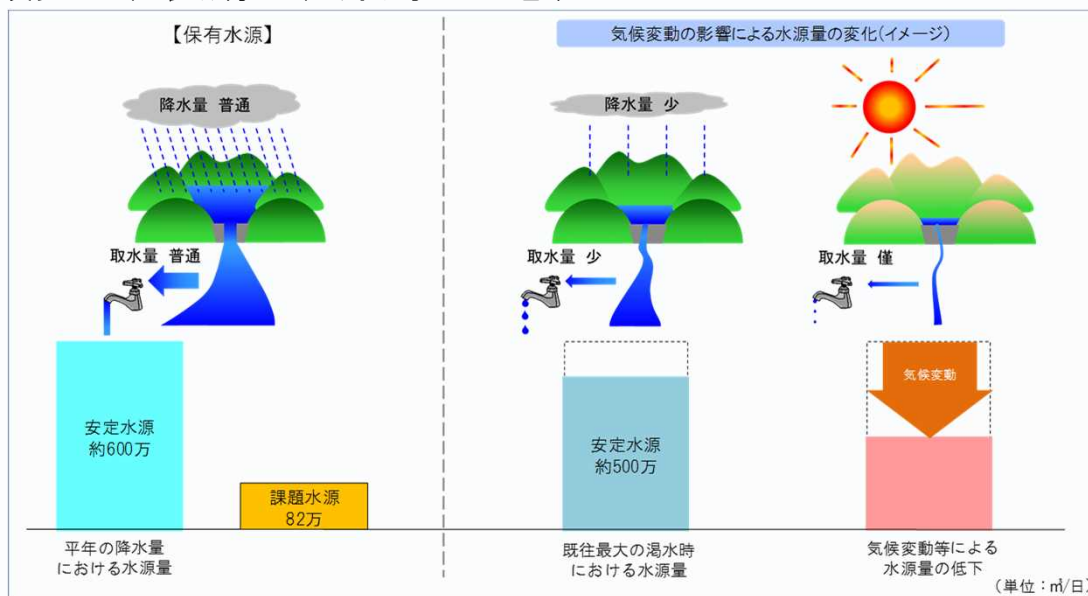 【保有水源】
気候変動の影響による水源量の変化(イメージ)
降水量 普通
降水量 少
取水量 普通
取水量 少
取水量 僅
安定水源
約600万
課題水源
82万
安定水源
約500万
気候変動
平年の降水量
における水源量
既往最大の渇水時
における水源量
気候変動等による
水源量の低下
(単位：㎥/日)